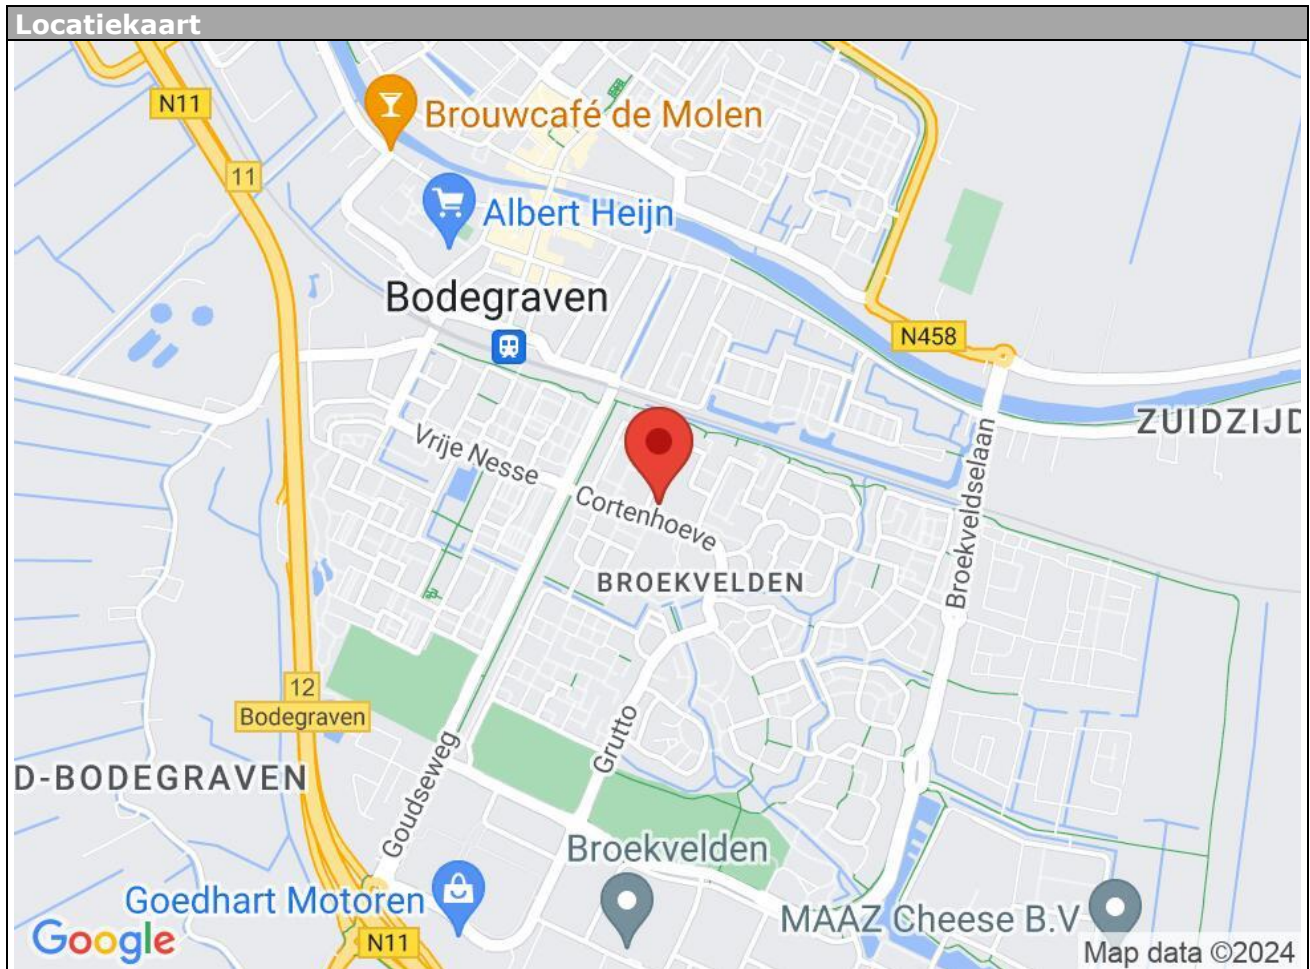 Locatiekaart
N11
Brouwcafé de Molen
11
Albert Heijn
Bodegraven
N458
ZUIDZIJD
Vrije Nesse
Cortenhoeve
Broekveldselaan
BROEKVELDEN
12
Bodegraven
Grutto
D-BODEGRAVEN
Goudseweg
Broekvelden
Goedhart Motoren
MAAZ Cheese B.V
Google
N11
Map data ©2024